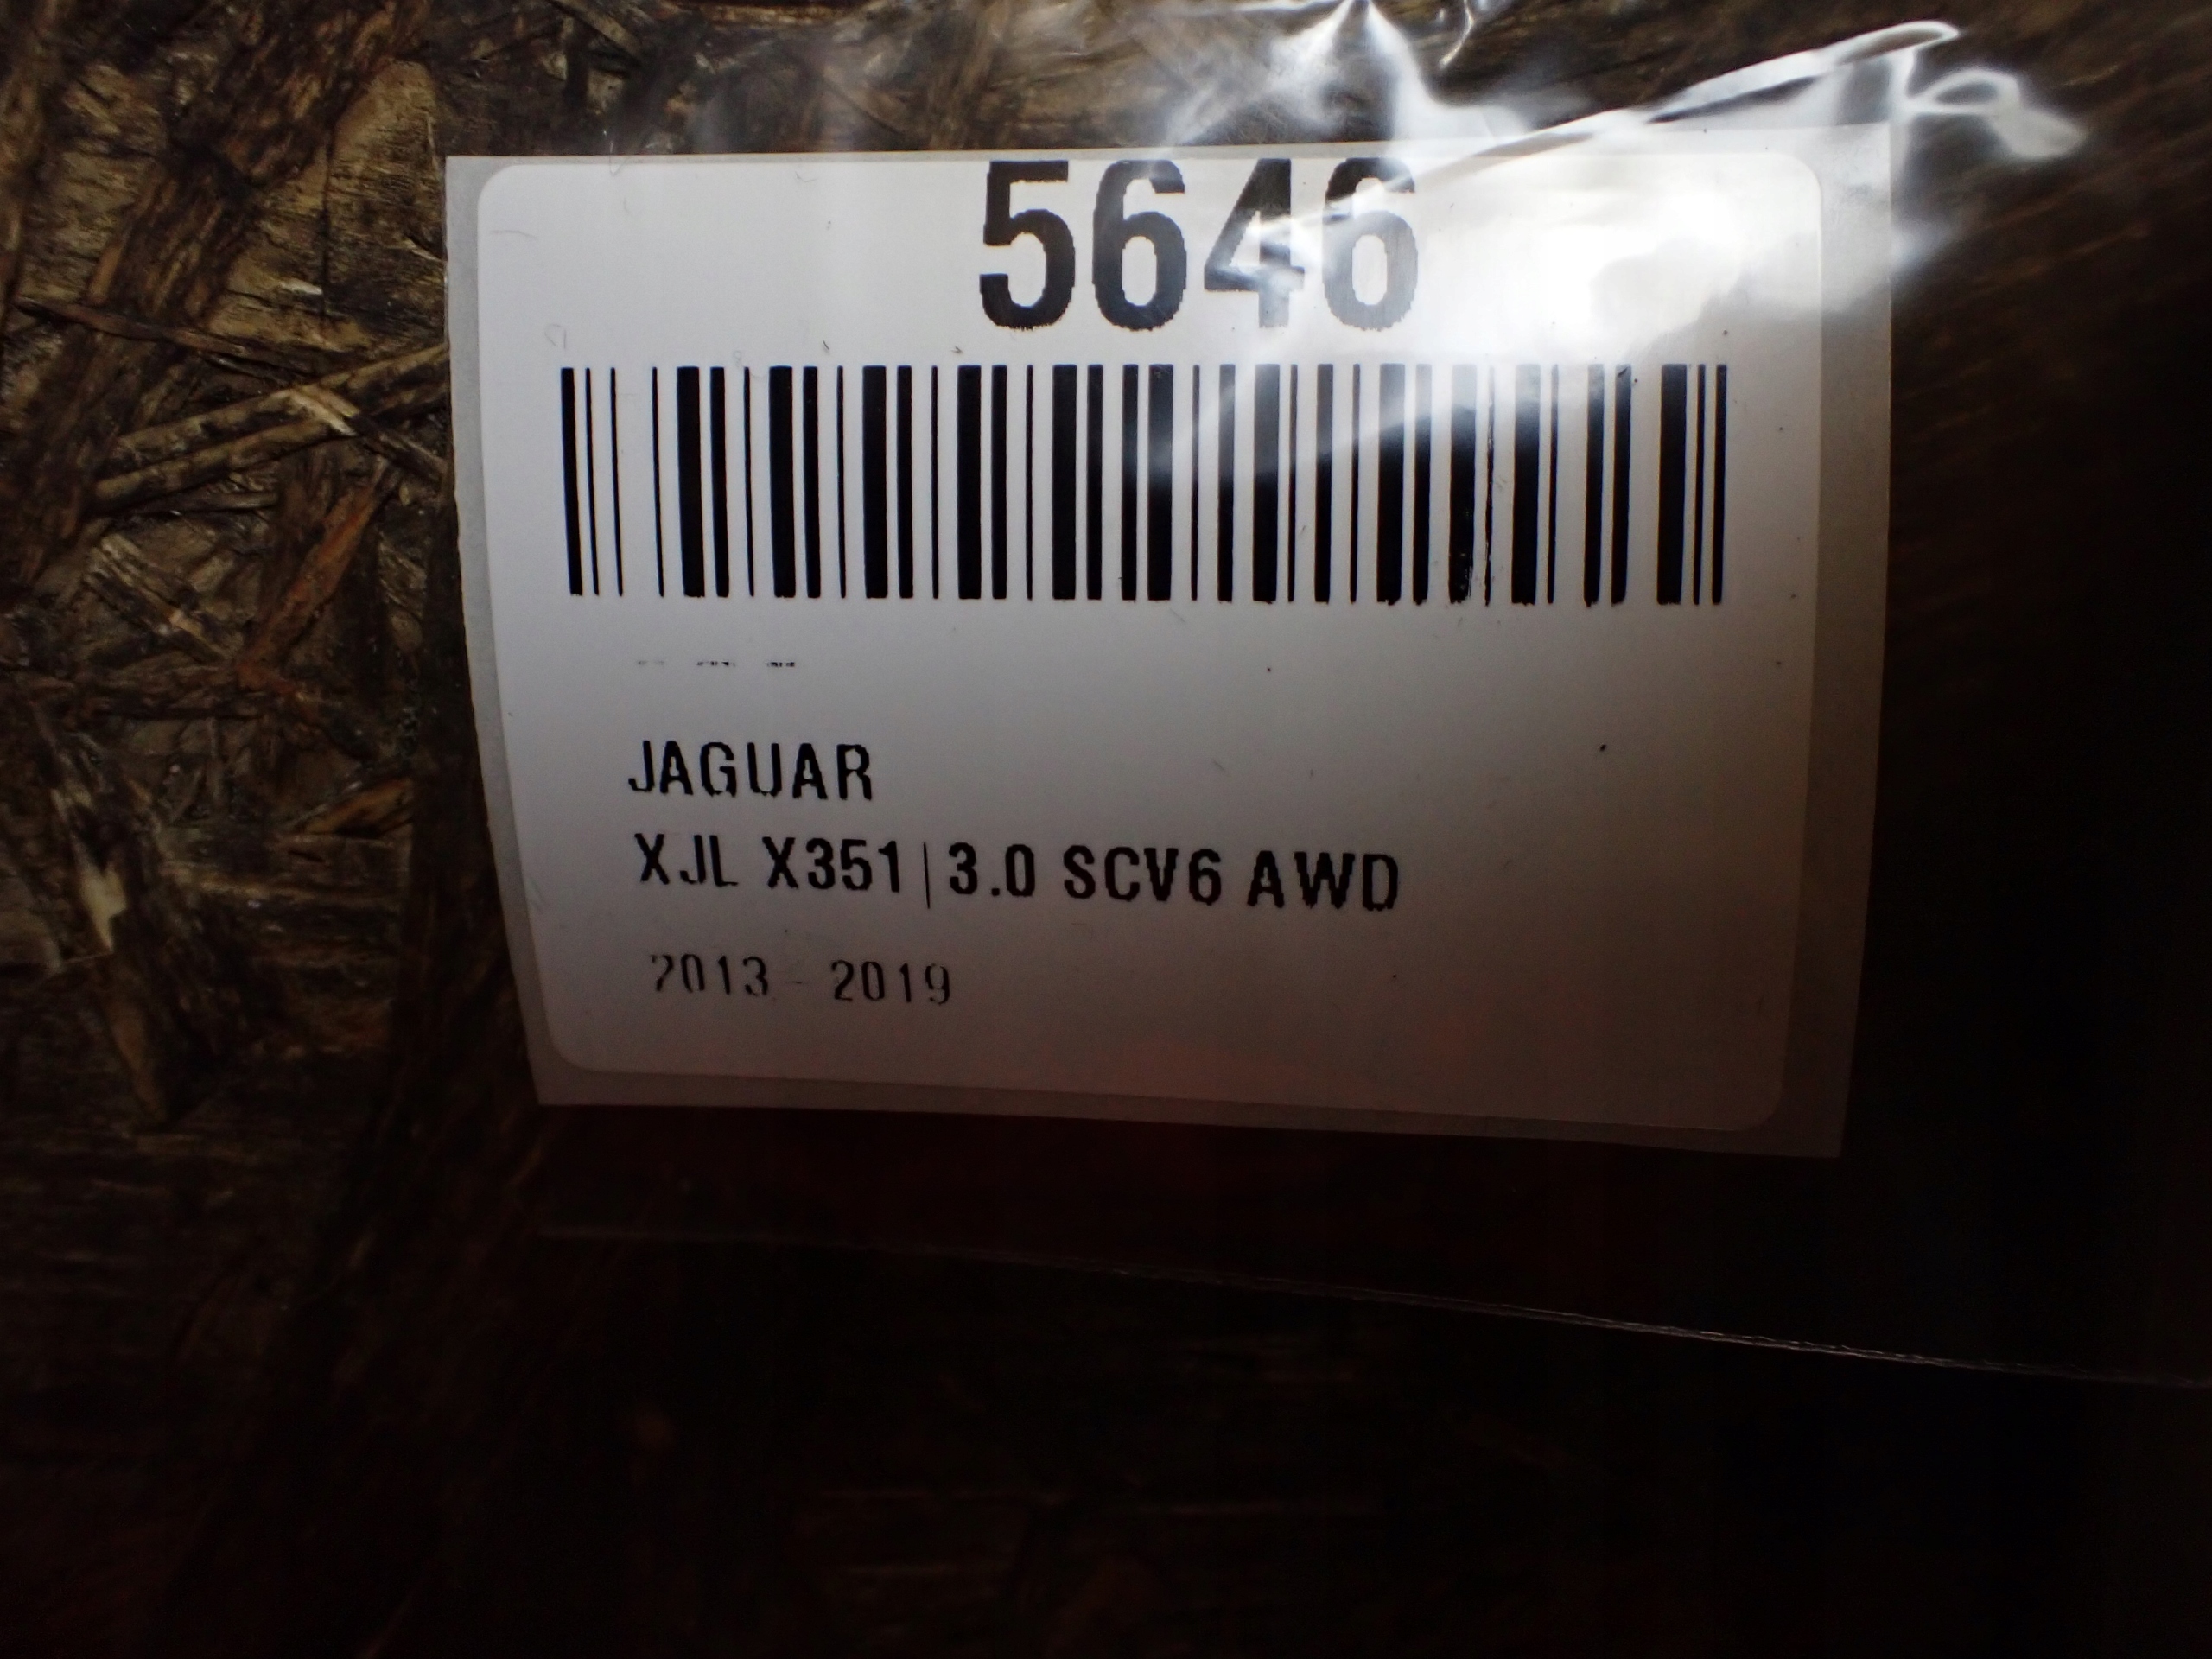 5646
JAGUAR
XJL X351|3.0 SCV6 AWD
2013 - 2019